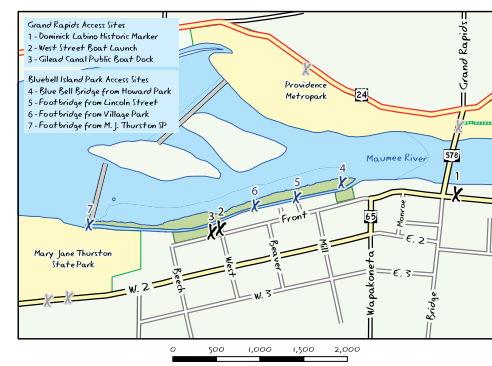 Grand Rapids Access Sites
1 - Dominick Labino Historic Marker
2 - West Street Boat Launch
3 - Gilead Canal Public Boat Dock
Bluebell Island Park Access Sites
4 - Blue Bell Bridge from Howard Park
5 - Footbridge from Lincoln Street
6 - Footbridge from Village Park
7 - Footbridge from M. J. Thurston SP
Grand Rapids
Providence
Metropark
24
578
Maumee River
1
4
5
6
7
3 2
Front
65
Monroe
E. 2
Mary Jane Thurston
State Park
Beech
West
Beaver
Mill
Wapakoneta
E. 3
Bridge
W. 2
W. 3
0 500 1,000 1,500 2,000